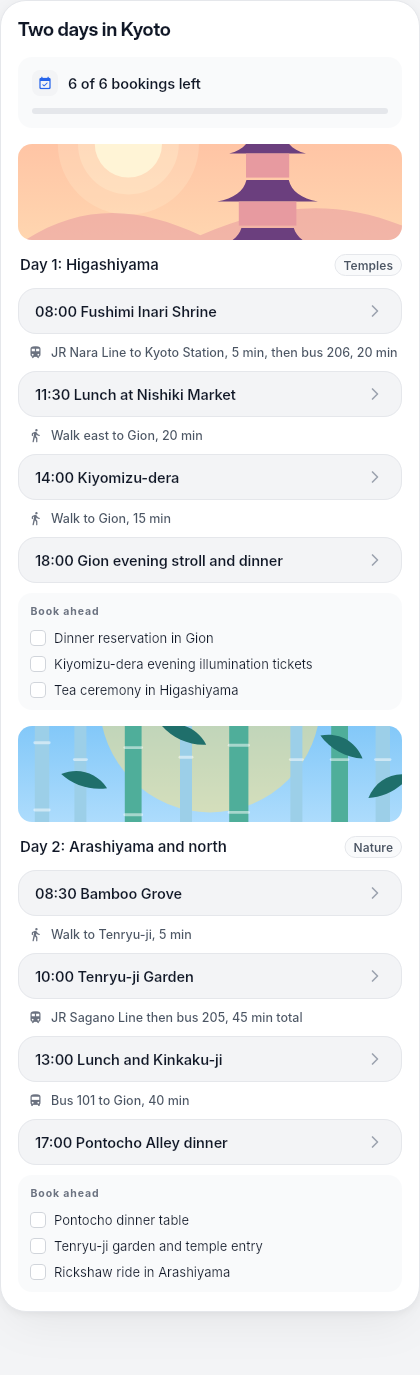 Two days in Kyoto
6 of 6 bookings left
Day 1: Higashiyama
Temples
08:00 Fushimi Inari Shrine
JR Nara Line to Kyoto Station, 5 min, then bus 206, 20 min
11:30 Lunch at Nishiki Market
Walk east to Gion, 20 min
14:00 Kiyomizu-dera
Walk to Gion, 15 min
18:00 Gion evening stroll and dinner
Book ahead
Dinner reservation in Gion
Kiyomizu-dera evening illumination tickets
Tea ceremony in Higashiyama
Day 2: Arashiyama and north
Nature
08:30 Bamboo Grove
Walk to Tenryu-ji, 5 min
10:00 Tenryu-ji Garden
JR Sagano Line then bus 205, 45 min total
13:00 Lunch and Kinkaku-ji
Bus 101 to Gion, 40 min
17:00 Pontocho Alley dinner
Book ahead
Pontocho dinner table
Tenryu-ji garden and temple entry
Rickshaw ride in Arashiyama